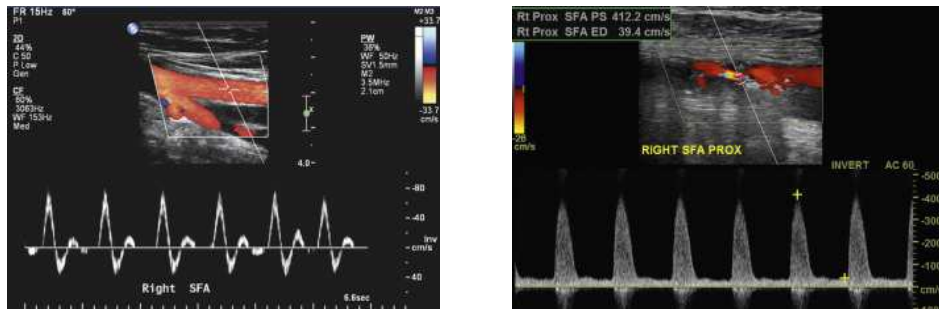 FR 15Hz 60°
P1
M2 M3
+33.7
2D
44%
C 50
P Low
Gen
CF
60%
3063Hz
WF 153Hz
Med
PW
36%
WF 50Hz
SV1.5mm
M2
3.5MHz
2.1cm
x
-33.7
cm/s
4.0-
-80
-40
Inv
cm/s
40
Right SFA
6.6sec
Rt Prox SFA PS 412.2 cm/s
Rt Prox SFA ED 39.4 cm/s
cm/s
RIGHT SFA PROX
INVERT AC 60
-500
-400
-300
-200
-100
cm/s